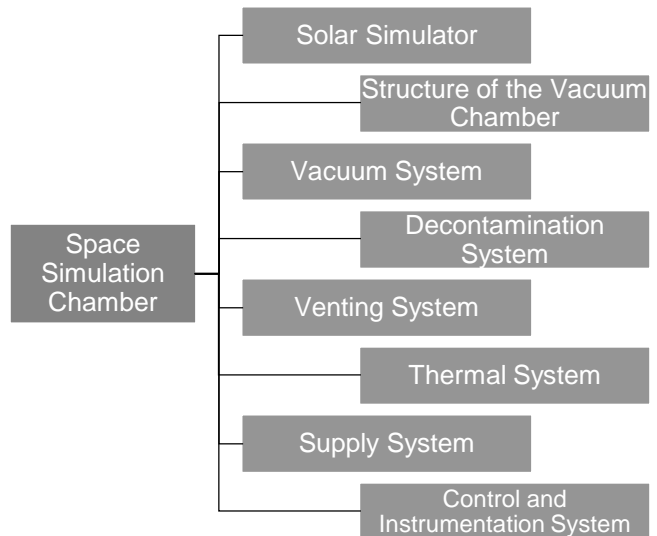 Solar Simulator
Structure of the Vacuum
Chamber
Vacuum System
Decontamination
System
Space
Simulation
Chamber
Venting System
Thermal System
Supply System
Control and
Instrumentation System